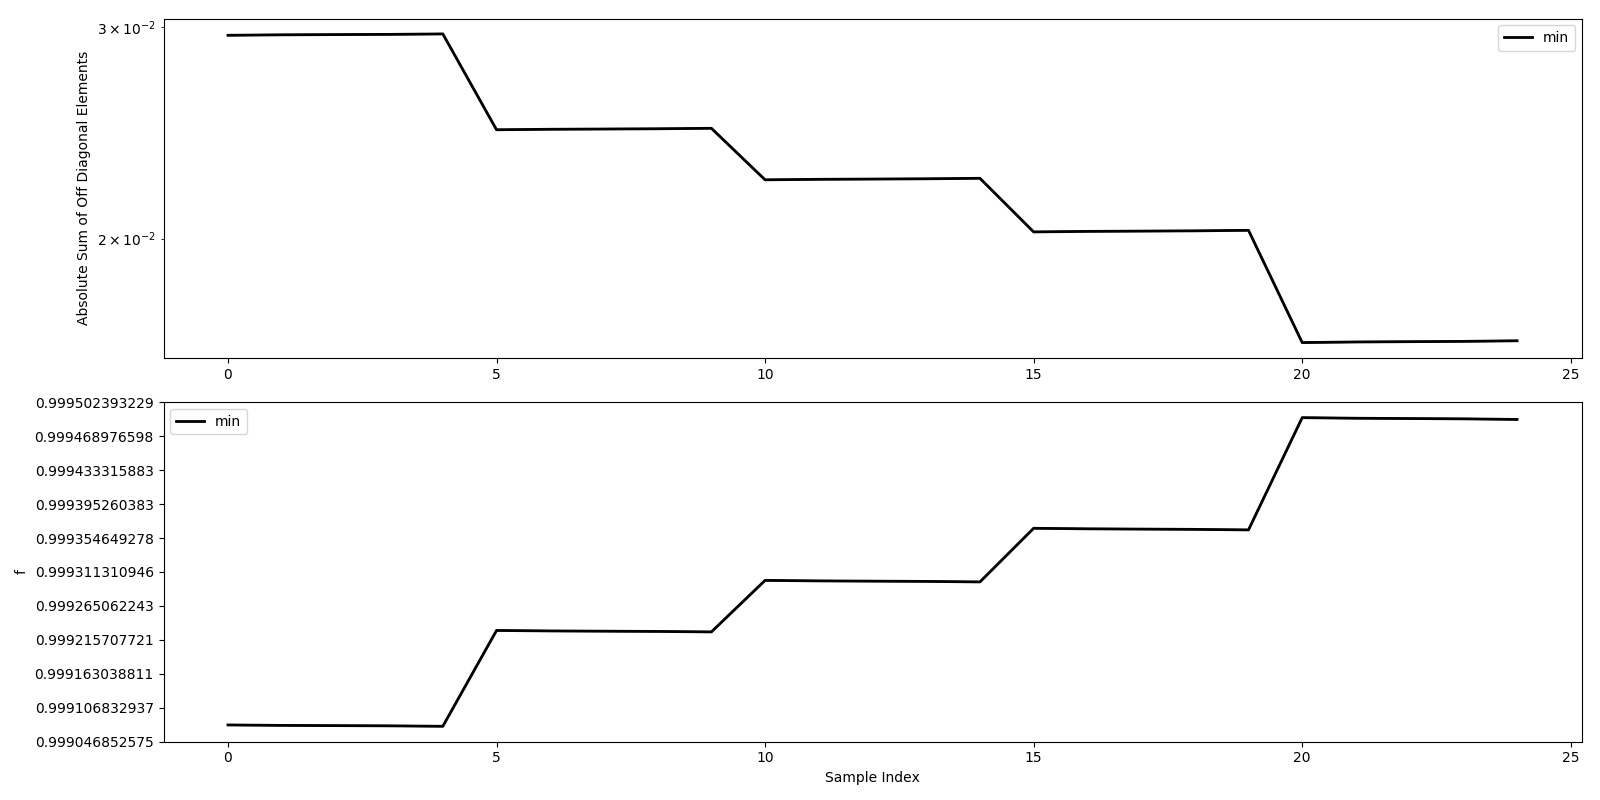 Absolute Sum of Off Diagonal Elements
3 × 10⁻²
2 × 10⁻²
min
0 5 10 15 20 25
f
0.999502393229
0.999468976598
0.999433315883
0.999395260383
0.999354649278
0.999311310946
0.999265062243
0.999215707721
0.999163038811
0.999106832937
0.999046852575
min
0 5 10 15 20 25
Sample Index